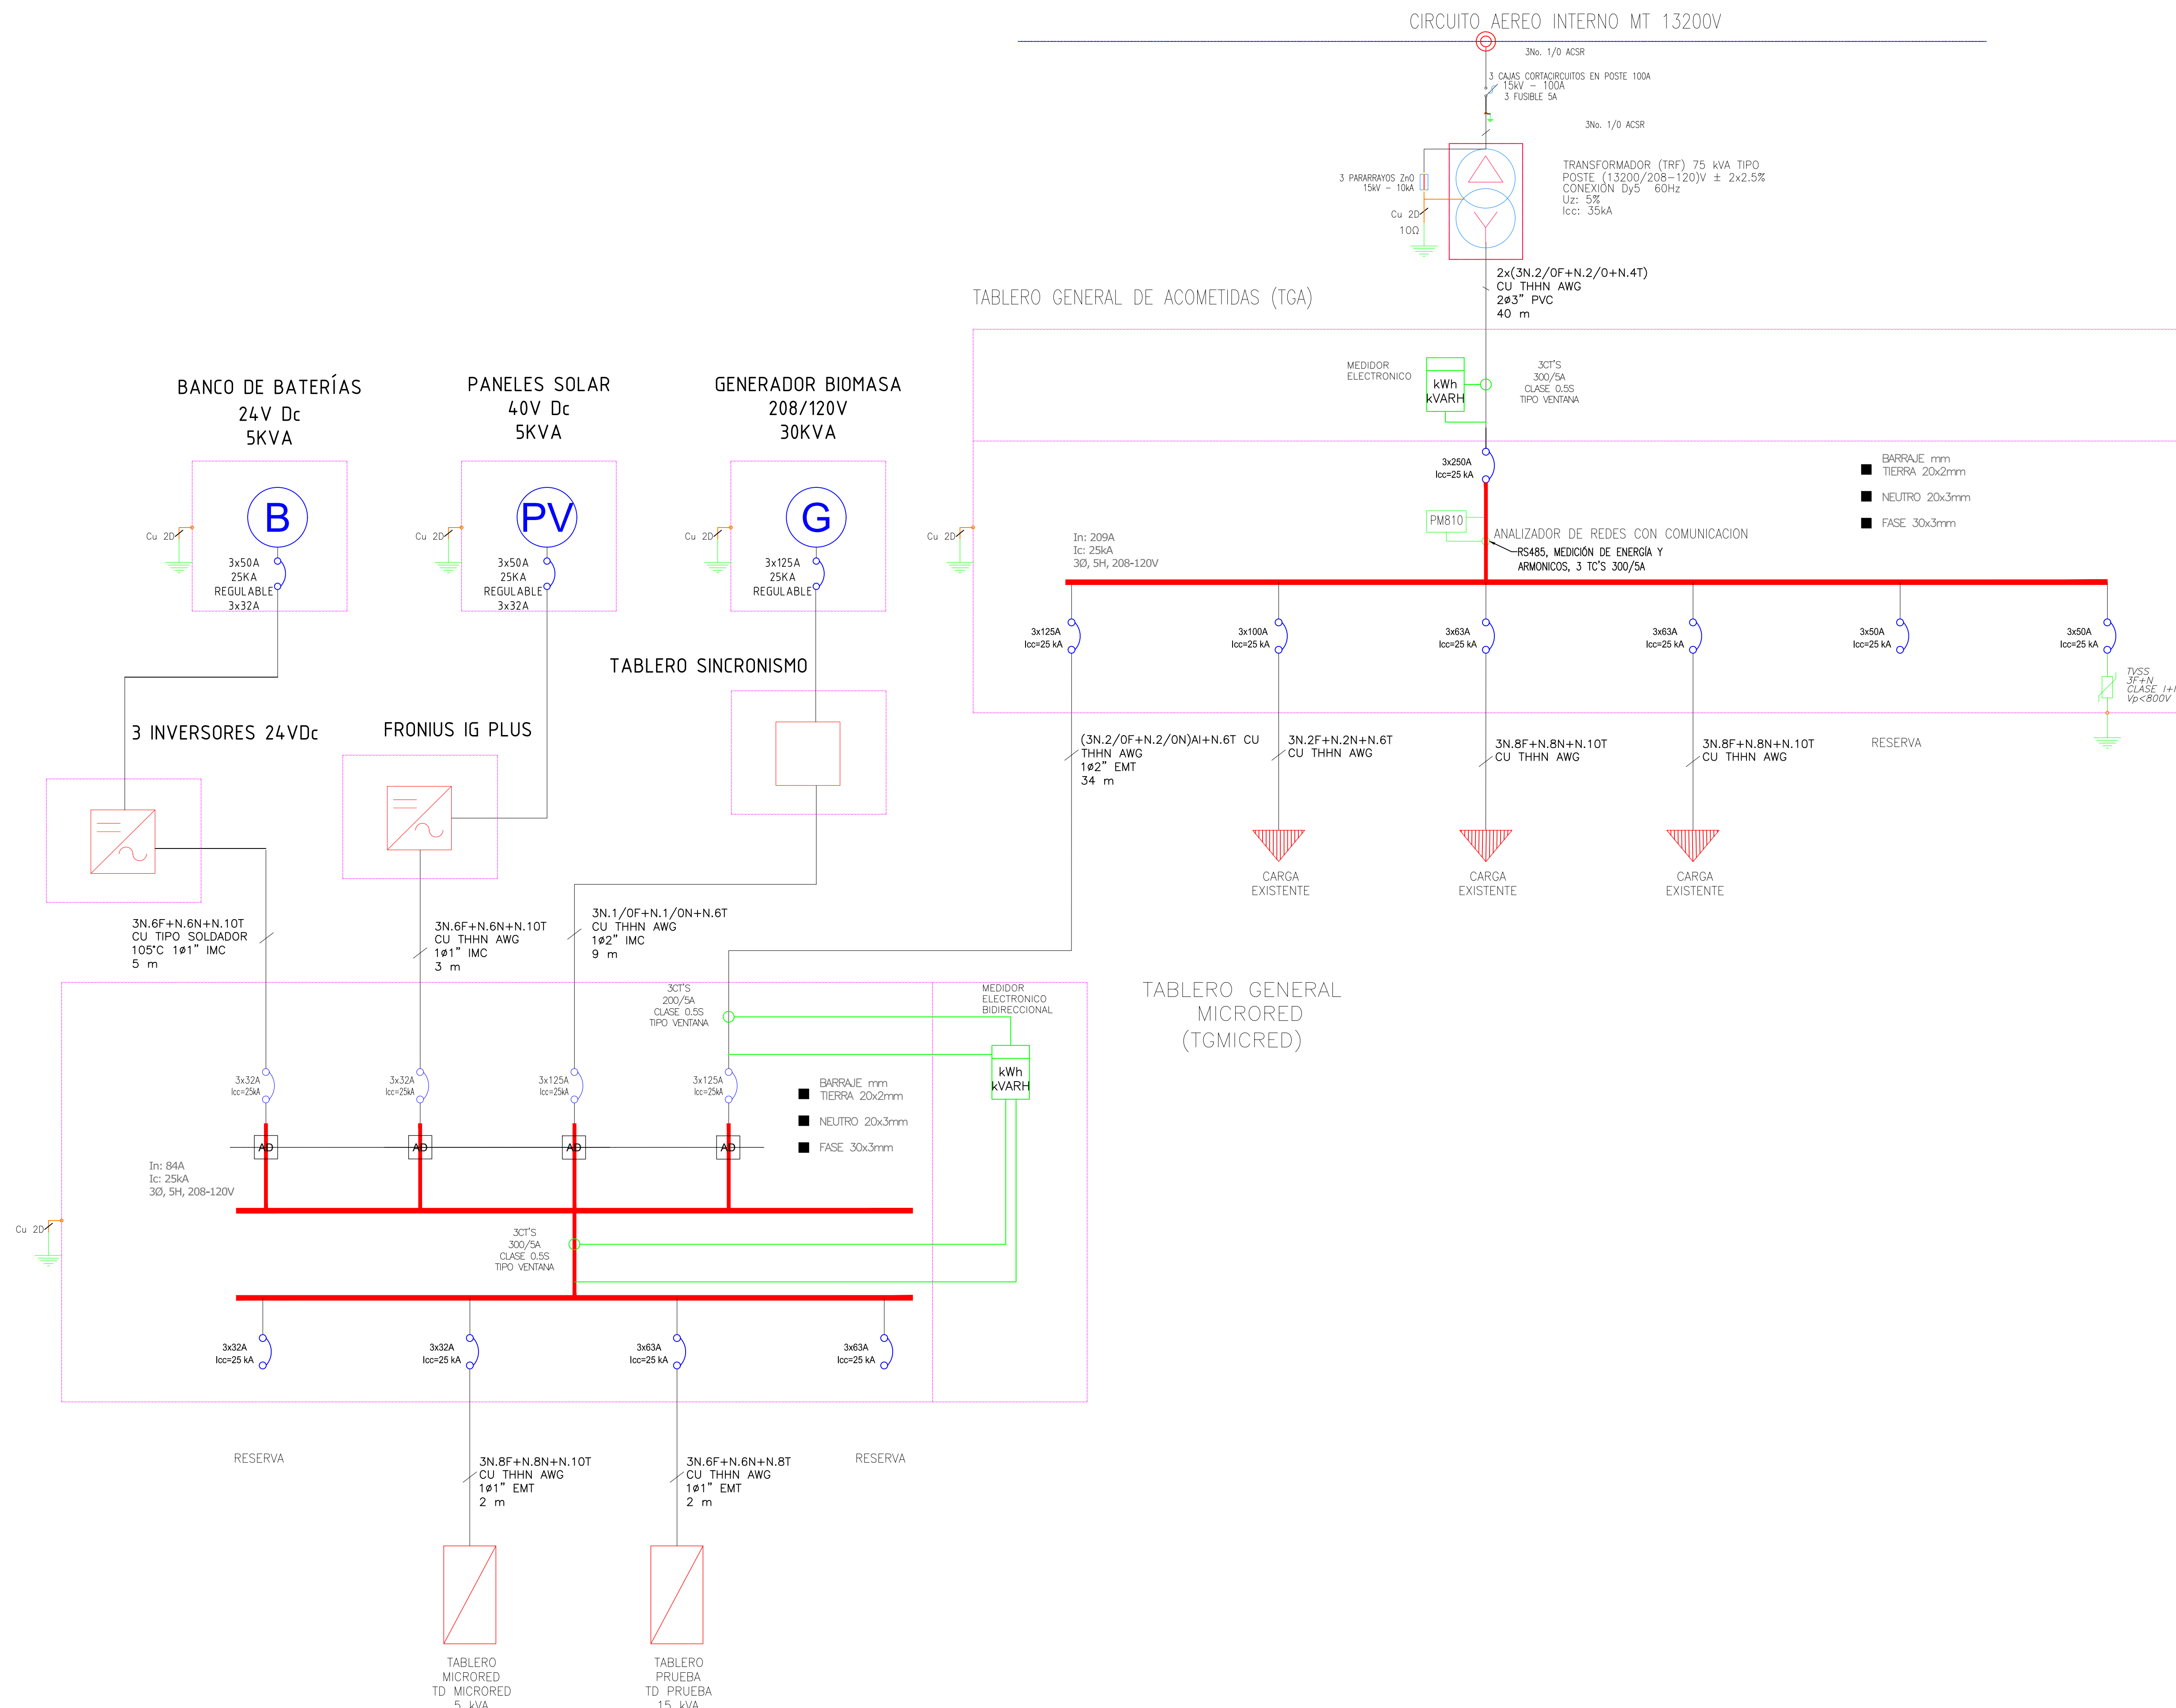 CIRCUITO AEREO INTERNO MT 13200V
3No. 1/0 ACSR
3 CAJAS CORTACIRCUITOS EN POSTE 100A
15kV - 100A
3 FUSIBLE 5A
3No. 1/0 ACSR
TRANSFORMADOR (TRF) 75 kVA TIPO
POSTE (13200/208-120)V ± 2x2.5%
CONEXIÓN Dy5 60Hz
Uz: 5%
Icc: 35kA
3 PARARRAYOS ZnO
15kV - 10kA
Cu 2D
10Ω
2x(3N.2/0F+N.2/0+N.4T)
CU THHN AWG
2ø3" PVC
40 m
TABLERO GENERAL DE ACOMETIDAS (TGA)
MEDIDOR
ELECTRONICO
kWh
kVARH
3CT'S
300/5A
CLASE 0.5S
TIPO VENTANA
3x250A
Icc=25 kA
BARRAJE mm
TIERRA 20x2mm
NEUTRO 20x3mm
FASE 30x3mm
PM810
ANALIZADOR DE REDES CON COMUNICACION
RS485, MEDICIÓN DE ENERGÍA Y
ARMONICOS, 3 TC'S 300/5A
In: 209A
Ic: 25kA
3Ø, 5H, 208-120V
Cu 2D
3x125A
Icc=25 kA
3x100A
Icc=25 kA
3x63A
Icc=25 kA
3x63A
Icc=25 kA
3x50A
Icc=25 kA
3x50A
Icc=25 kA
TVSS
3F+N
Vp<800V
(3N.2/0F+N.2/0N)Al+N.6T CU
THHN AWG
1ø2" EMT
34 m
3N.2F+N.2N+N.6T
CU THHN AWG
3N.8F+N.8N+N.10T
CU THHN AWG
3N.8F+N.8N+N.10T
CU THHN AWG
RESERVA
CARGA
EXISTENTE
CARGA
EXISTENTE
CARGA
EXISTENTE
BANCO DE BATERÍAS
24V Dc
5KVA
PANELES SOLAR
40V Dc
5KVA
GENERADOR BIOMASA
208/120V
30KVA
B
Cu 2D
3x50A
25KA
REGULABLE
3x32A
PV
Cu 2D
3x50A
25KA
REGULABLE
3x32A
G
Cu 2D
3x125A
25KA
REGULABLE
TABLERO SINCRONISMO
3 INVERSORES 24VDc
FRONIUS IG PLUS
3N.6F+N.6N+N.10T
CU TIPO SOLDADOR
105°C 1ø1" IMC
5 m
3N.6F+N.6N+N.10T
CU THHN AWG
1ø1" IMC
3 m
3N.1/0F+N.1/0N+N.6T
CU THHN AWG
1ø2" IMC
9 m
TABLERO GENERAL
MICRORED
(TGMICRED)
3CT'S
200/5A
CLASE 0.5S
TIPO VENTANA
MEDIDOR
ELECTRONICO
BIDIRECCIONAL
kWh
kVARH
3x32A
Icc=25kA
3x32A
Icc=25kA
3x125A
Icc=25kA
3x125A
Icc=25kA
BARRAJE mm
TIERRA 20x2mm
NEUTRO 20x3mm
FASE 30x3mm
AD
AD
AD
AD
In: 84A
Ic: 25kA
3Ø, 5H, 208-120V
Cu 2D
3CT'S
300/5A
CLASE 0.5S
TIPO VENTANA
3x32A
Icc=25 kA
3x32A
Icc=25 kA
3x63A
Icc=25 kA
3x63A
Icc=25 kA
RESERVA
3N.8F+N.8N+N.10T
CU THHN AWG
1ø1" EMT
2 m
3N.6F+N.6N+N.8T
CU THHN AWG
1ø1" EMT
2 m
RESERVA
TABLERO
MICRORED
TD MICRORED
5 kVA
TABLERO
PRUEBA
TD PRUEBA
15 kVA